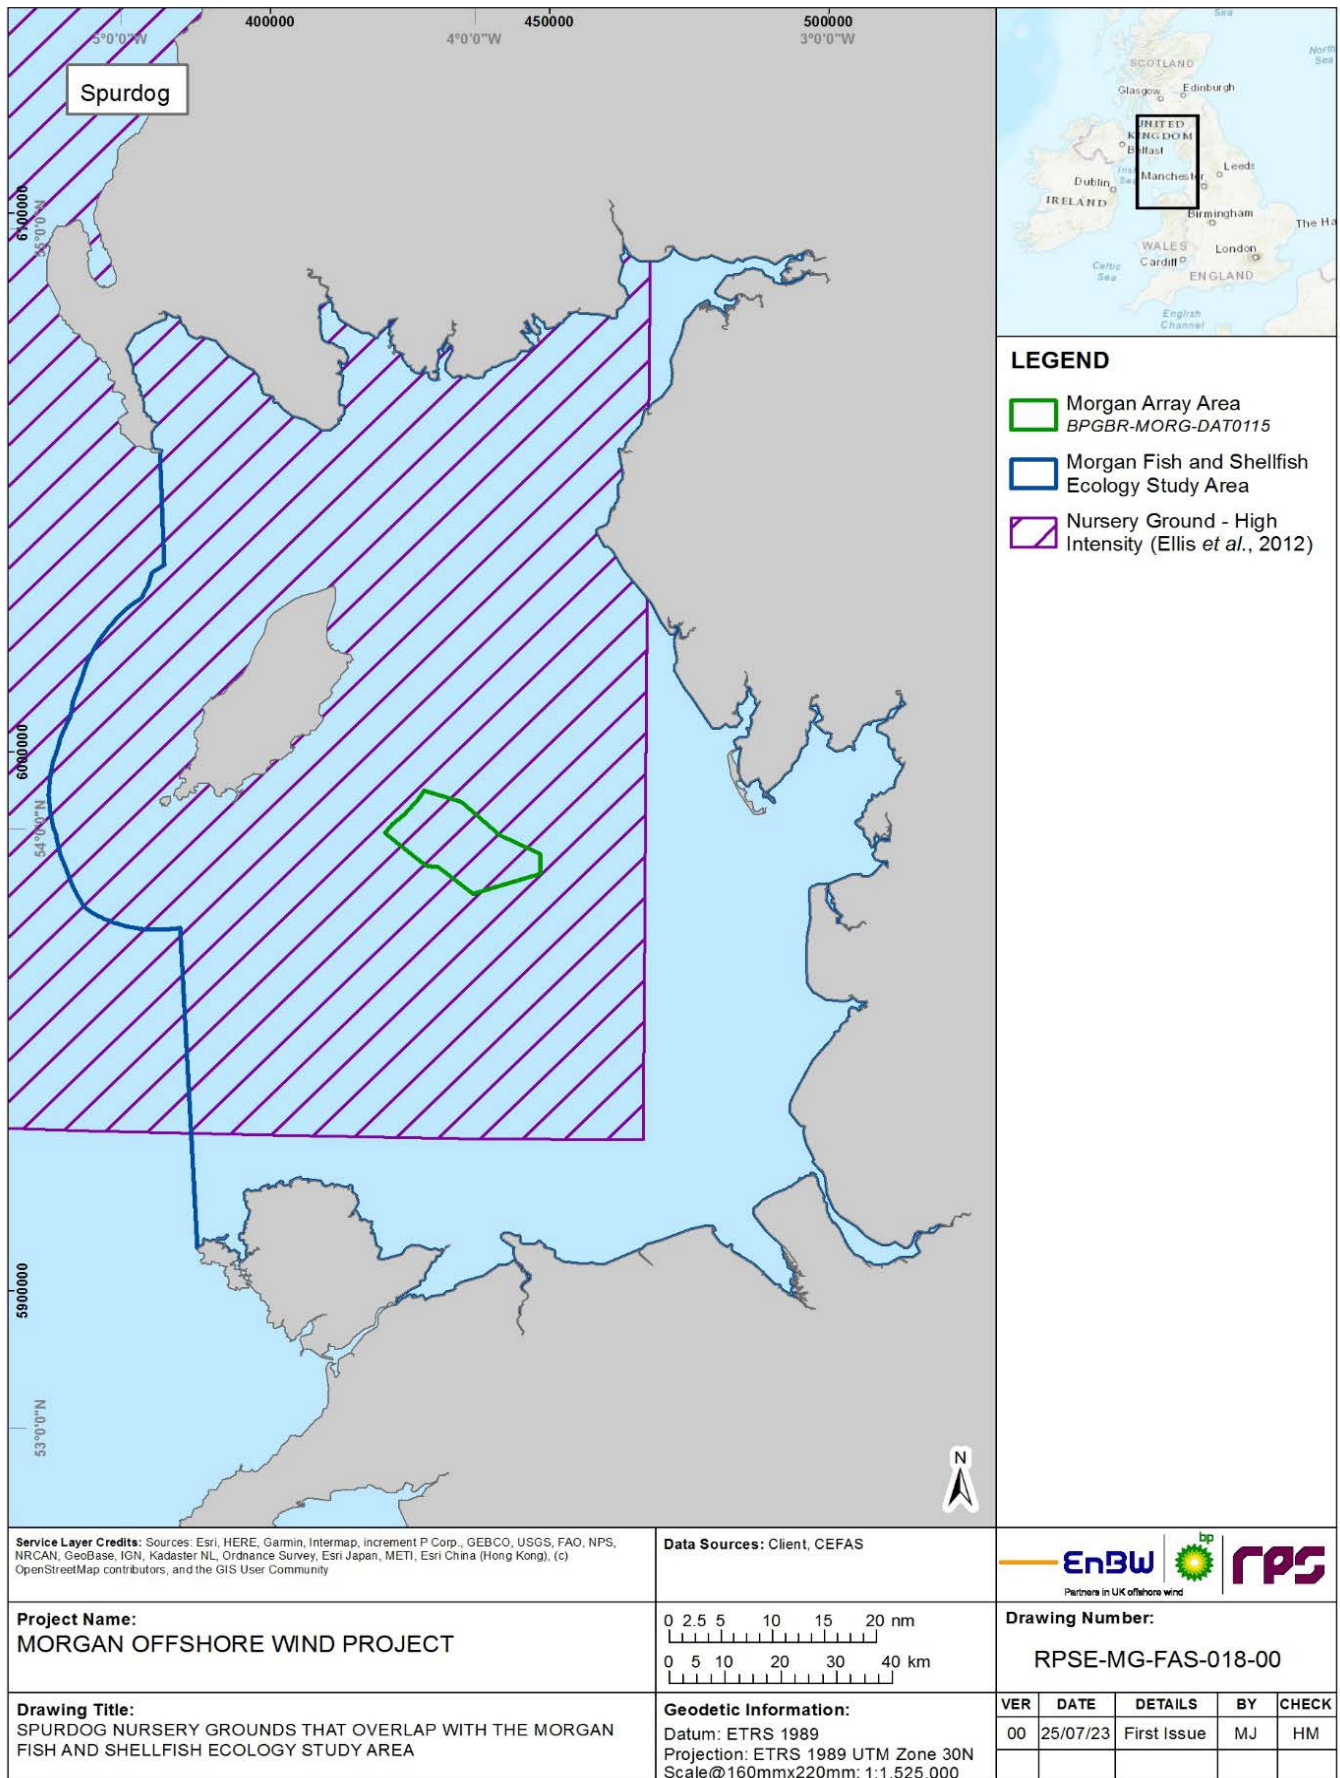 400000
450000
500000
5°0'0"W
4°0'0"W
3°0'0"W
Spurdog
6100000
55°0'0"N
6000000
54°0'0"N
5900000
53°0'0"N
N
Sea
North
Sea
SCOTLAND
Glasgow
Edinburgh
UNITED
KINGDOM
Belfast
Leeds
Dublin
Manchester
IRELAND
Birmingham
The Ha
WALES
London
Cardiff
Celtic
Sea
ENGLAND
English
Channel
LEGEND
Morgan Array Area
BPGBR-MORG-DAT0115
Morgan Fish and Shellfish
Ecology Study Area
Nursery Ground - High
Intensity (Ellis et al., 2012)
Service Layer Credits: Sources: Esri, HERE, Garmin, Intermap, increment P Corp., GEBCO, USGS, FAO, NPS,
NRCAN, GeoBase, IGN, Kadaster NL, Ordnance Survey, Esri Japan, METI, Esri China (Hong Kong), (c)
OpenStreetMap contributors, and the GIS User Community
Data Sources: Client, CEFAS
EnBW
bp
rps
Partners in UK offshore wind
Project Name:
MORGAN OFFSHORE WIND PROJECT
0 2.5 5 10 15 20 nm
0 5 10 20 30 40 km
Drawing Number:
RPSE-MG-FAS-018-00
Drawing Title:
SPURDOG NURSERY GROUNDS THAT OVERLAP WITH THE MORGAN
FISH AND SHELLFISH ECOLOGY STUDY AREA
Geodetic Information:
Datum: ETRS 1989
Projection: ETRS 1989 UTM Zone 30N
Scale@160mmx220mm: 1:1,525,000
VER DATE DETAILS BY CHECK
00 25/07/23 First Issue MJ HM